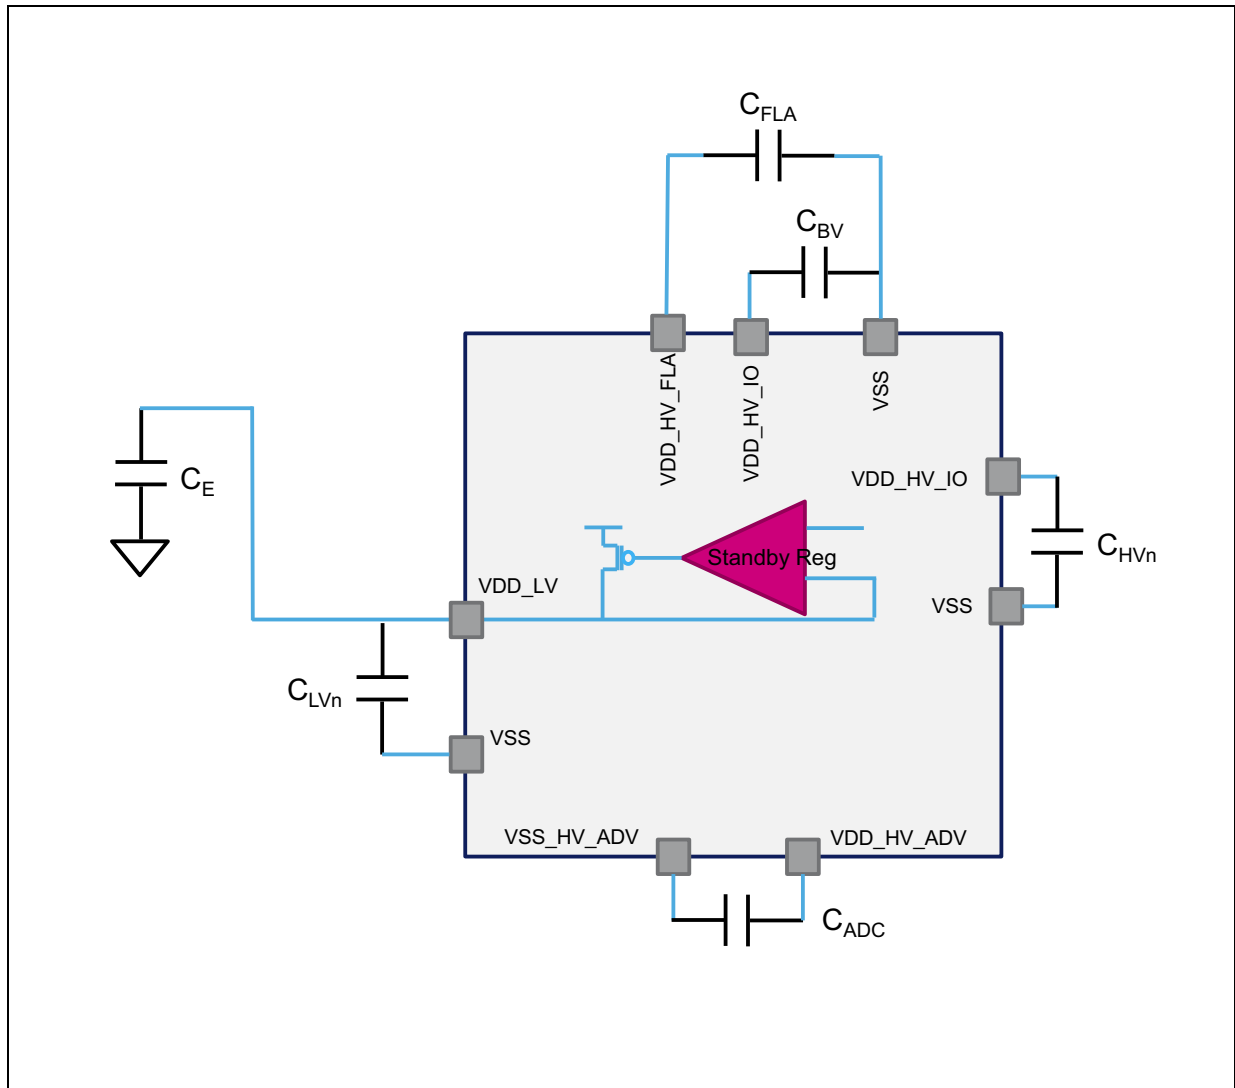 CFLA
CBV
VDD_HV_FLA
VDD_HV_IO
VSS
CE
VDD_HV_IO
CHVn
Standby Reg
VDD_LV
VSS
CLVn
VSS
VSS_HV_ADV
VDD_HV_ADV
CADC